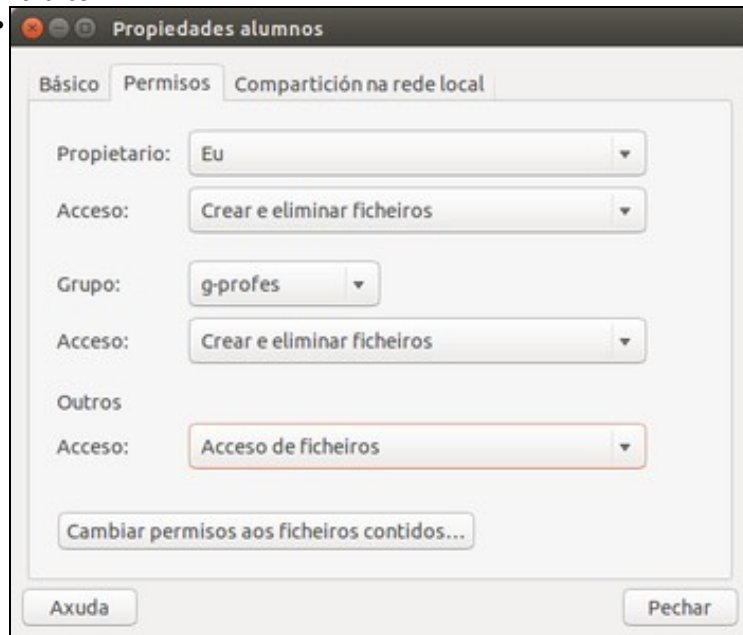 Propiedades alumnos
Básico Permisos Compartición na rede local
Propietario: Eu
Acceso: Crear e eliminar ficheiros
Grupo: g-profes
Acceso: Crear e eliminar ficheiros
Outros
Acceso: Acceso de ficheiros
Cambiar permisos aos ficheiros contidos...
Axuda Pechar